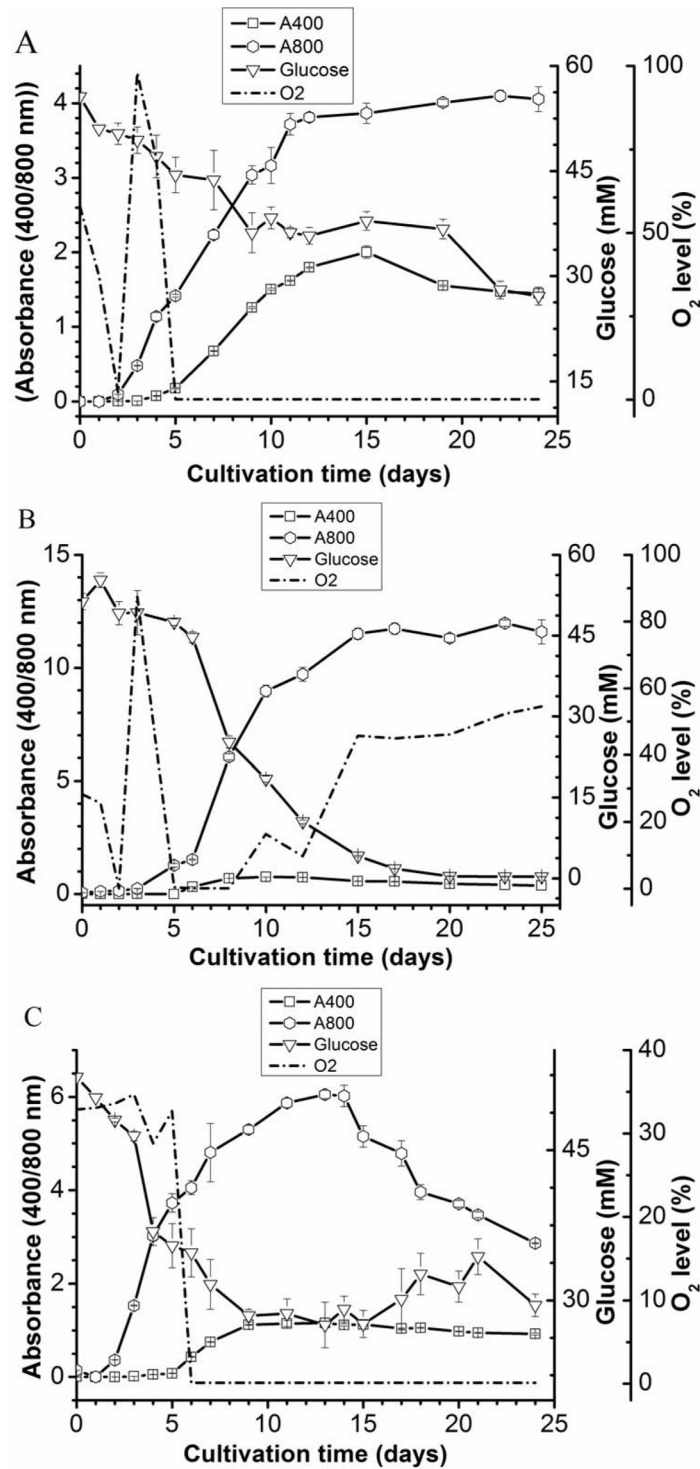 A
A400
A800
Glucose
O2
(Absorbance (400/800 nm))
4
3
2
1
0
0 5 10 15 20 25
Cultivation time (days)
60
45
30
15
Glucose (mM)
100
50
0
O2 level (%)
B
A400
A800
Glucose
O2
Absorbance (400/800 nm)
15
10
5
0
0 5 10 15 20 25
Cultivation time (days)
60
45
30
15
0
Glucose (mM)
100
80
60
40
20
0
O2 level (%)
C
A400
A800
Glucose
O2
Absorbance (400/800 nm)
6
4
2
0
0 5 10 15 20 25
Cultivation time (days)
45
30
Glucose (mM)
40
30
20
10
0
O2 level (%)